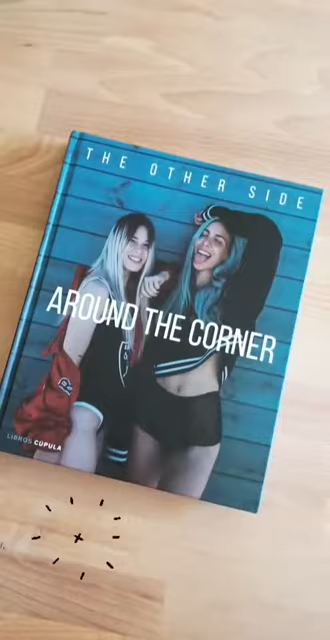 THE OTHER SIDE
AROUND THE CORNER
LIBROS CÚPULA